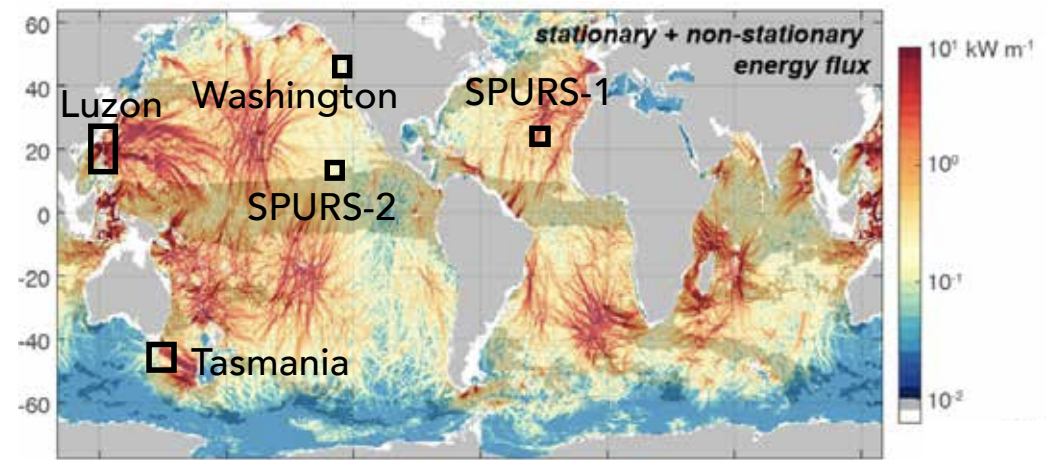 60
40
20
0
-20
-40
-60
stationary + non-stationary
energy flux
Luzon
Washington
SPURS-1
SPURS-2
Tasmania
10¹ kW m⁻¹
10⁰
10⁻¹
10⁻²